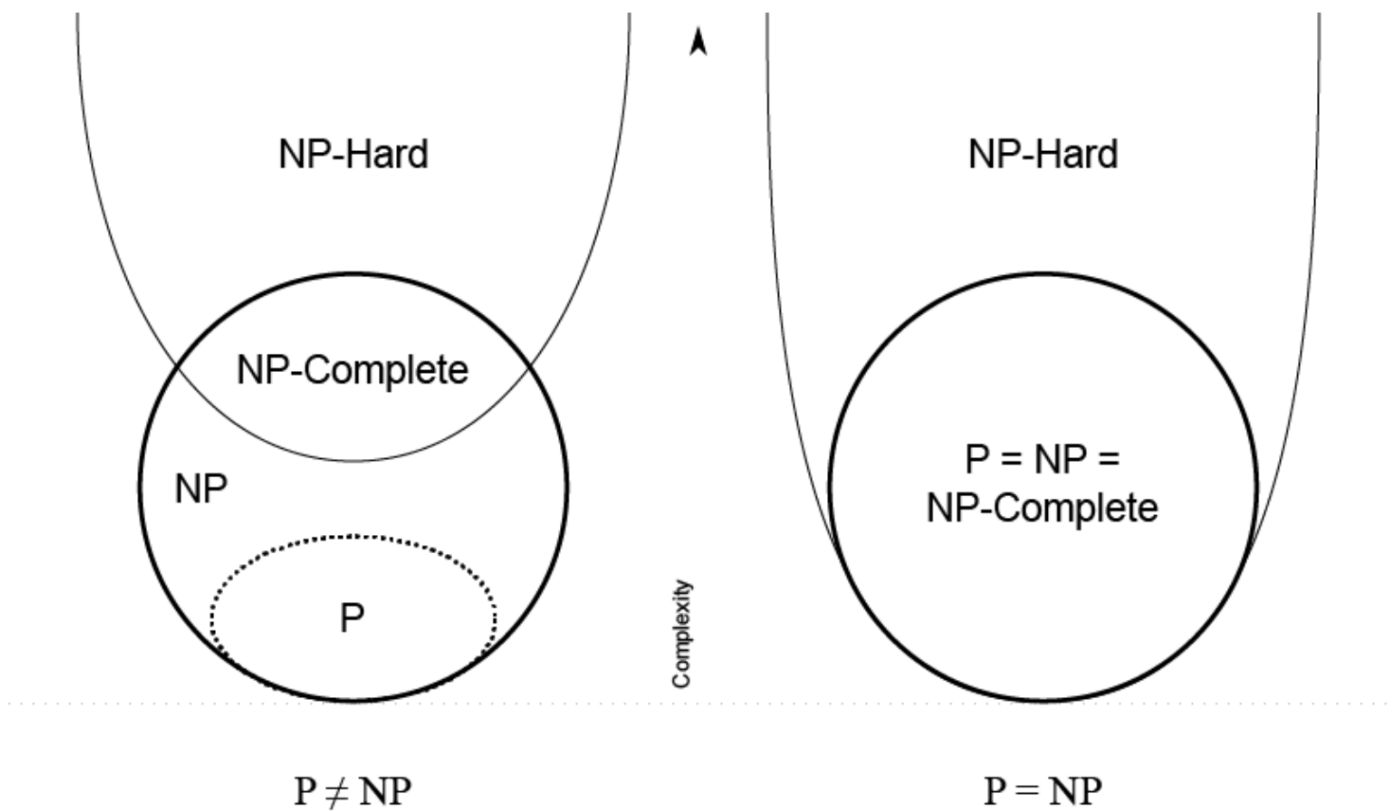 NP-Hard
NP-Complete
NP
P
P ≠ NP
Complexity
NP-Hard
P = NP =
NP-Complete
P = NP